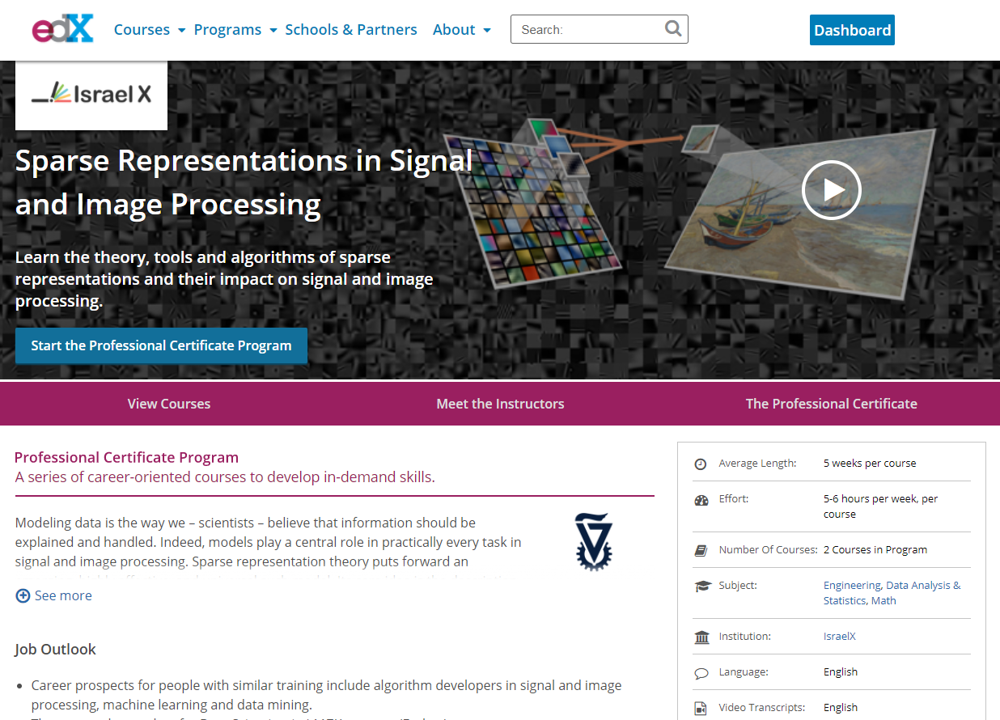 edX
Courses
Programs
Schools & Partners
About
Search:
Dashboard
Israel X
Sparse Representations in Signal
and Image Processing
Learn the theory, tools and algorithms of sparse
representations and their impact on signal and image
processing.
Start the Professional Certificate Program
View Courses
Meet the Instructors
The Professional Certificate
Professional Certificate Program
A series of career-oriented courses to develop in-demand skills.
Modeling data is the way we – scientists – believe that information should be
explained and handled. Indeed, models play a central role in practically every task in
signal and image processing. Sparse representation theory puts forward an
See more
Job Outlook
Career prospects for people with similar training include algorithm developers in signal and image
processing, machine learning and data mining.
Average Length: 5 weeks per course
Effort: 5-6 hours per week, per
course
Number Of Courses: 2 Courses in Program
Subject: Engineering, Data Analysis &
Statistics, Math
Institution: IsraelX
Language: English
Video Transcripts: English